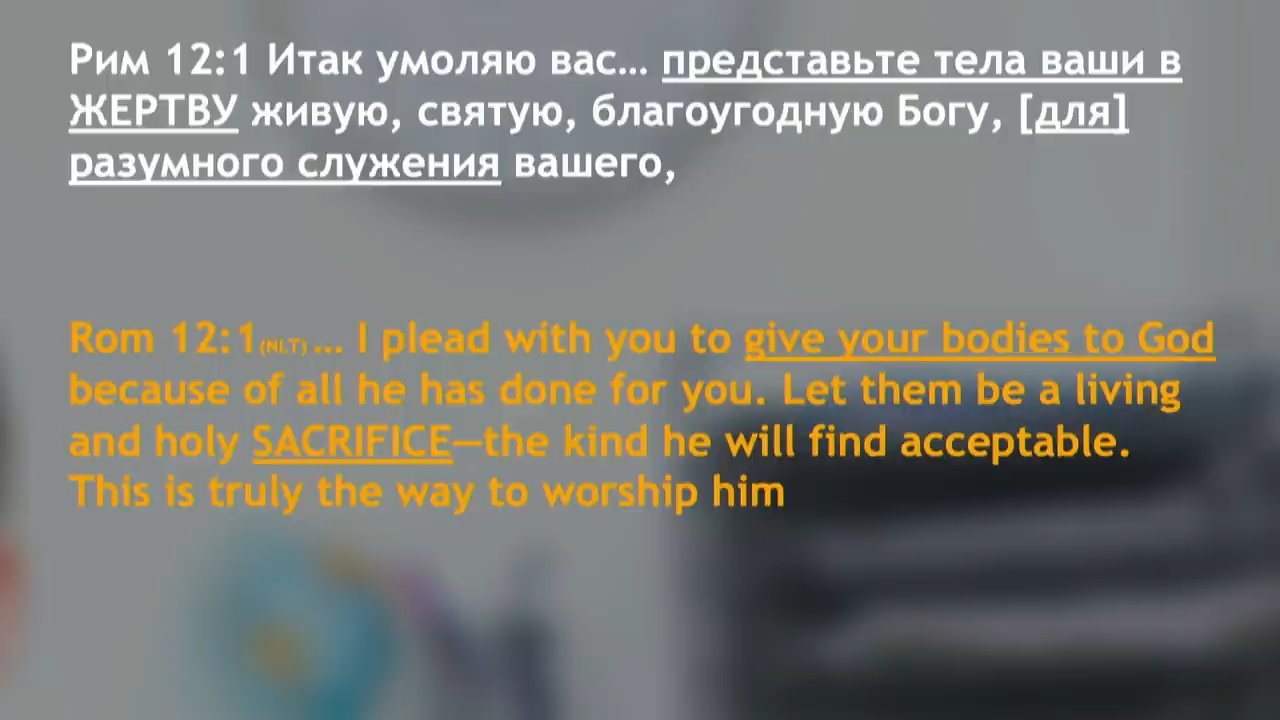 Рим 12:1 Итак умоляю вас… представьте тела ваши в
ЖЕРТВУ живую, святую, благоугодную Богу, [для]
разумного служения вашего,
Rom 12:1(NLT)… I plead with you to give your bodies to God
because of all he has done for you. Let them be a living
and holy SACRIFICE—the kind he will find acceptable.
This is truly the way to worship him